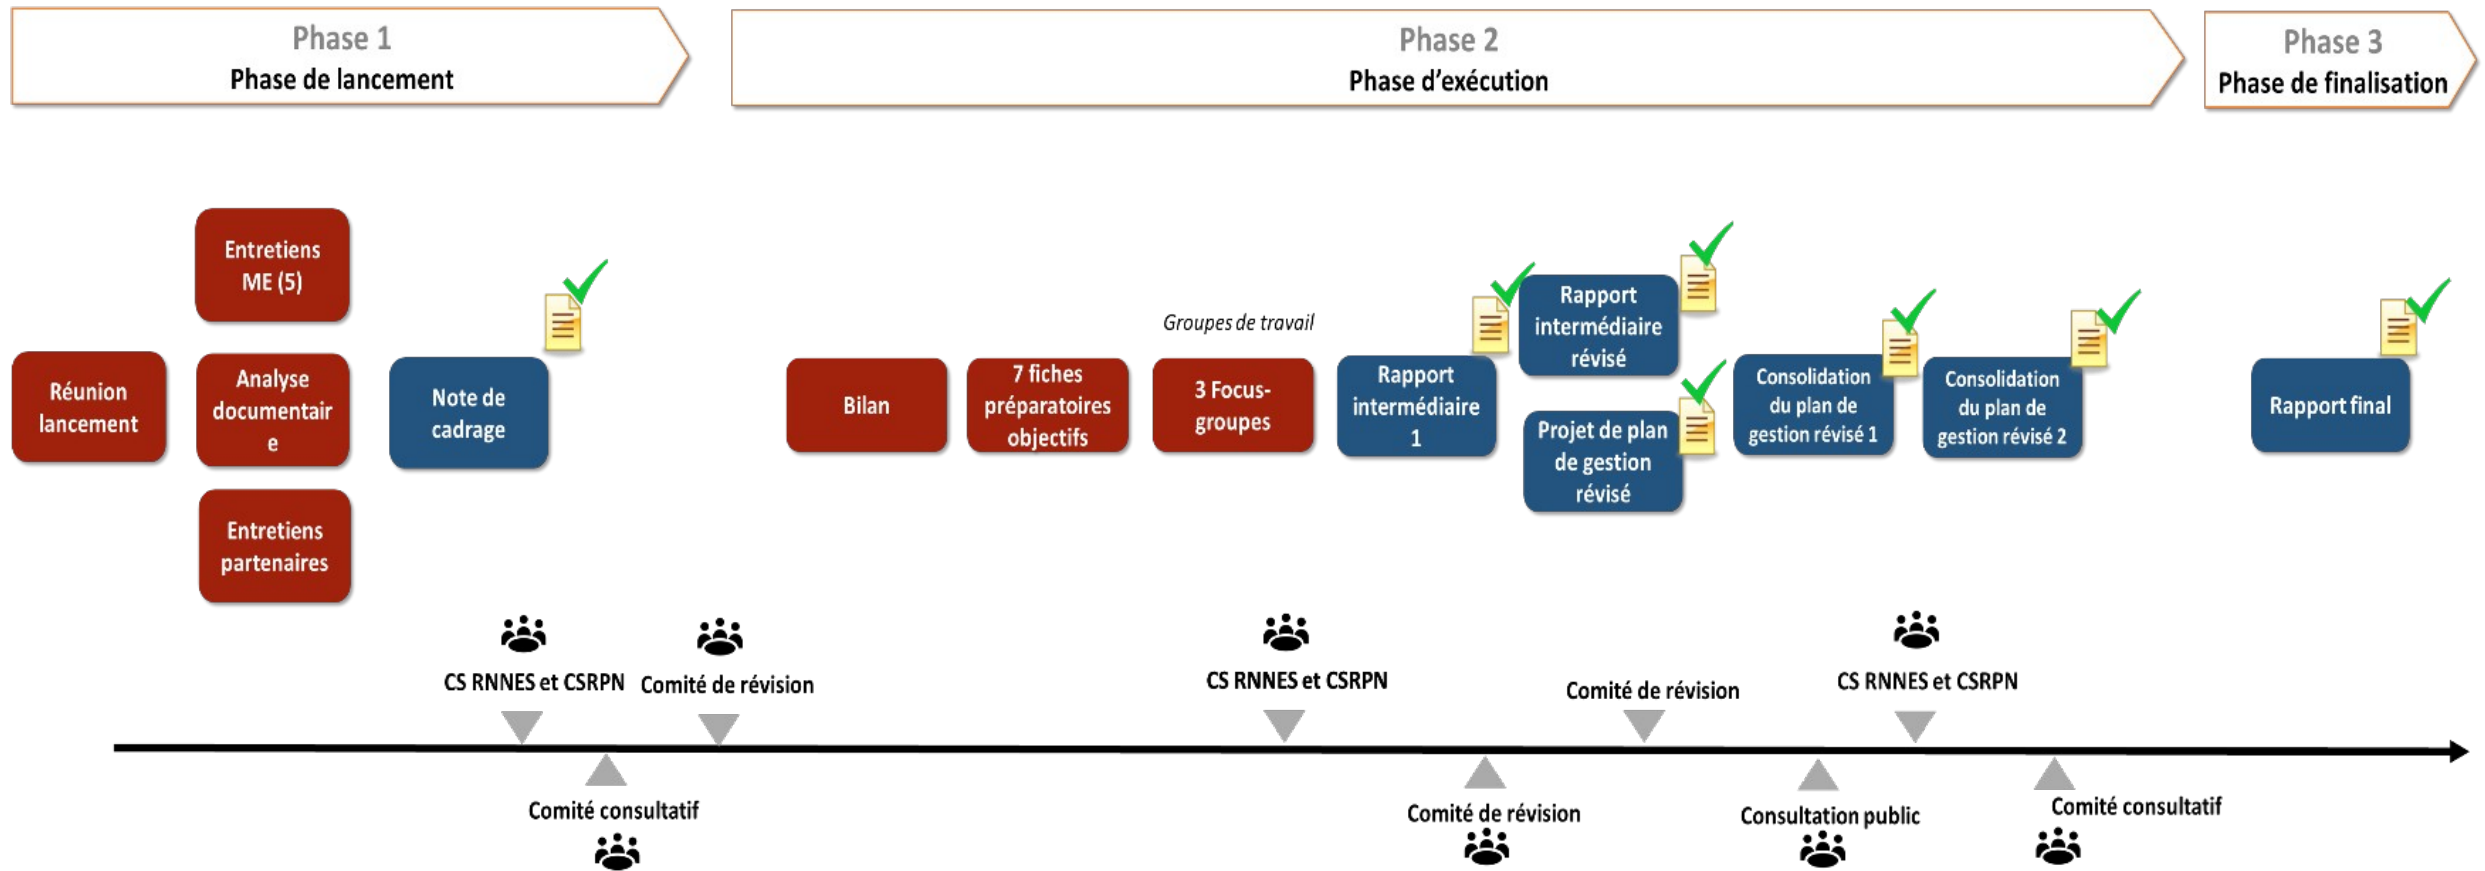 Phase 1
Phase de lancement
Phase 2
Phase d'exécution
Phase 3
Phase de finalisation
Réunion
lancement
Entretiens
ME (5)
Analyse
documentair
e
Entretiens
partenaires
Note de
cadrage
Bilan
7 fiches
préparatoires
objectifs
Groupes de travail
3 Focus-
groupes
Rapport
intermédiaire
1
Rapport
intermédiaire
révisé
Projet de plan
de gestion
révisé
Consolidation
du plan de
gestion révisé 1
Consolidation
du plan de
gestion révisé 2
Rapport final
CS RNNES et CSRPN
Comité de révision
CS RNNES et CSRPN
Comité de révision
CS RNNES et CSRPN
Comité consultatif
Comité de révision
Consultation public
Comité consultatif